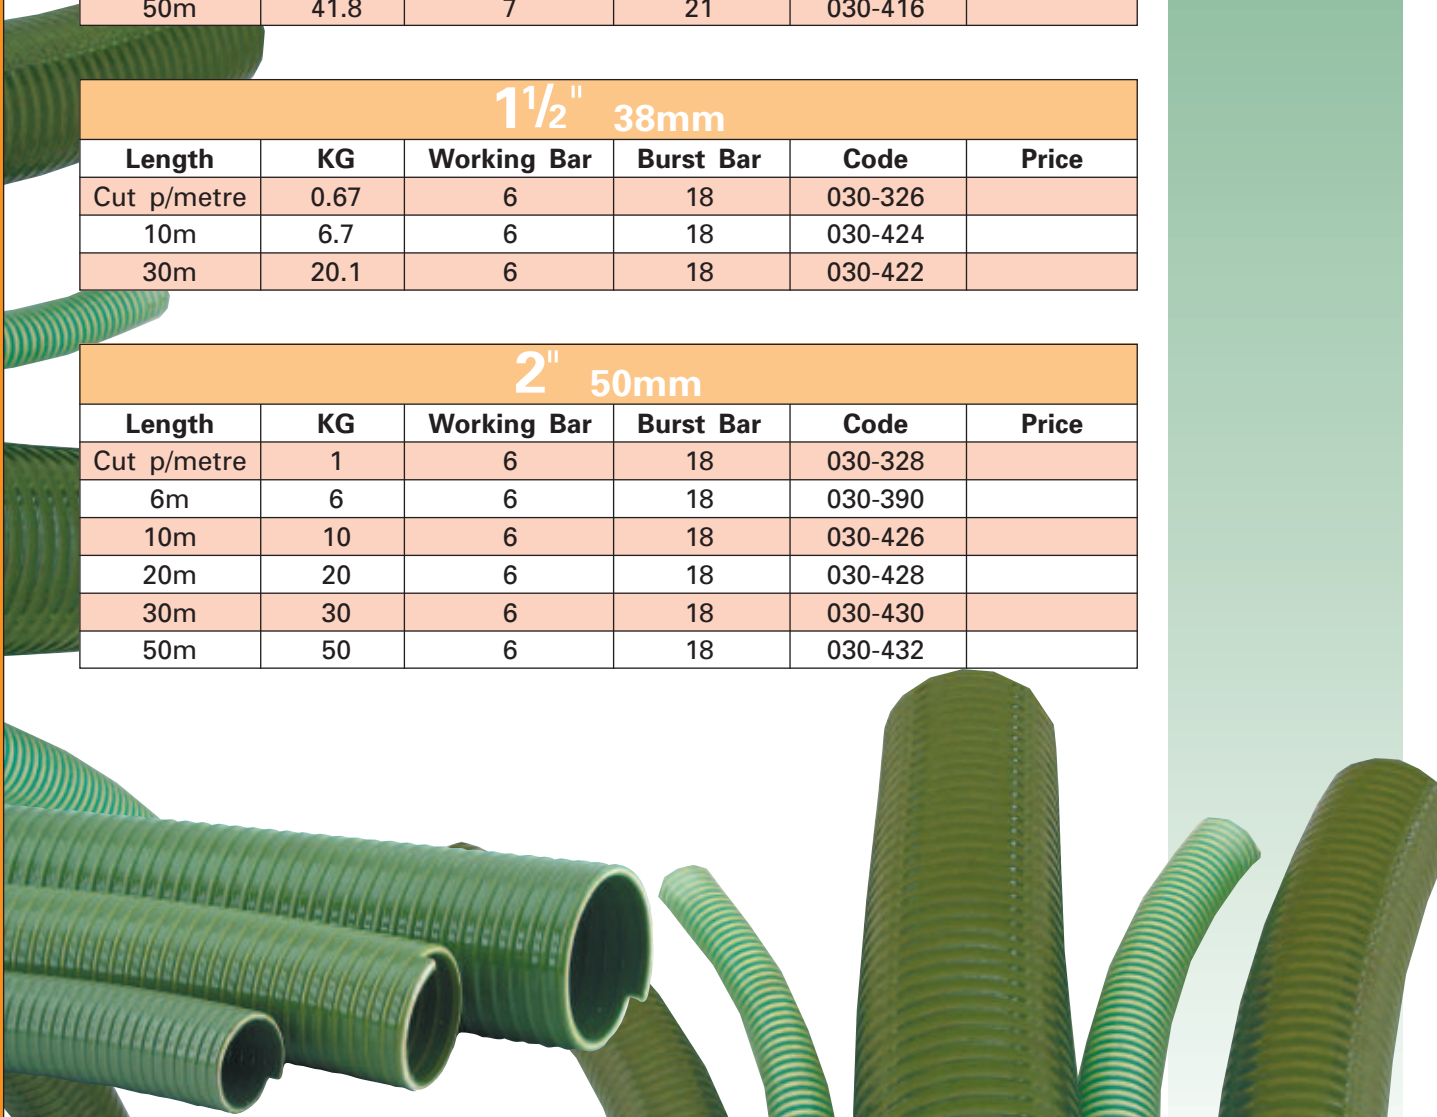 50m 41.8 7 21 030-416
1½" 38mm
Length KG Working Bar Burst Bar Code Price
Cut p/metre 0.67 6 18 030-326
10m 6.7 6 18 030-424
30m 20.1 6 18 030-422
2" 50mm
Length KG Working Bar Burst Bar Code Price
Cut p/metre 1 6 18 030-328
6m 6 6 18 030-390
10m 10 6 18 030-426
20m 20 6 18 030-428
30m 30 6 18 030-430
50m 50 6 18 030-432